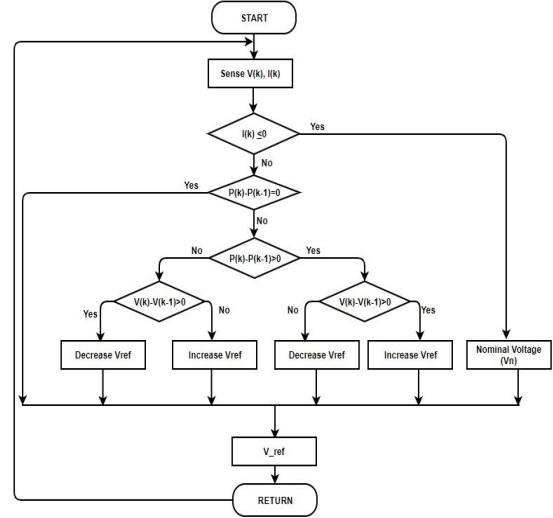 START
Sense V(k), I(k)
I(k) ≤0
Yes
No
Yes
P(k)-P(k-1)=0
No
No
P(k)-P(k-1)>0
Yes
Yes
V(k)-V(k-1)>0
No
No
V(k)-V(k-1)>0
Yes
Decrease Vref
Increase Vref
Decrease Vref
Increase Vref
Nominal Voltage
(Vn)
V_ref
RETURN